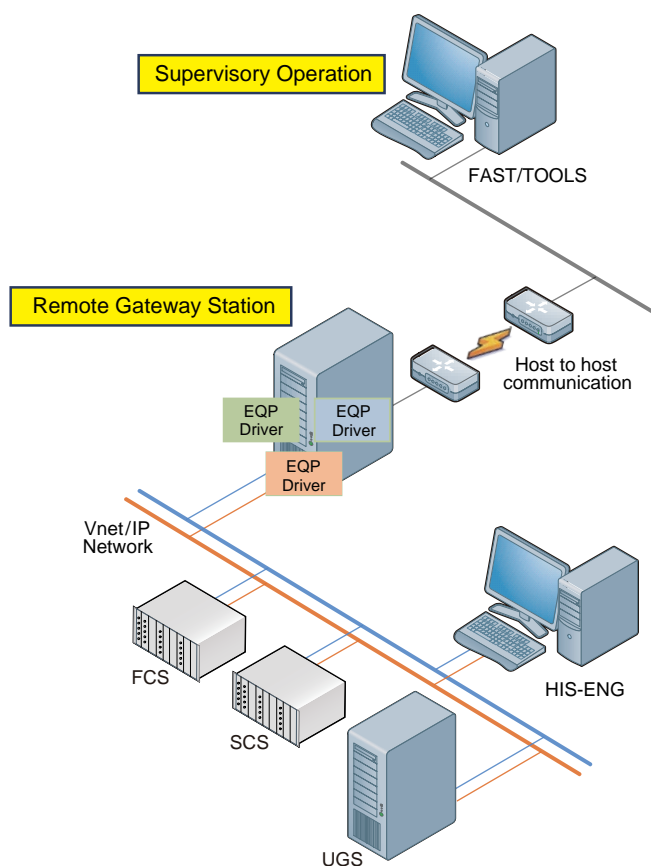 Supervisory Operation
FAST/TOOLS
Remote Gateway Station
Host to host
communication
EQP
Driver
EQP
Driver
EQP
Driver
Vnet/IP
Network
FCS
SCS
HIS-ENG
UGS